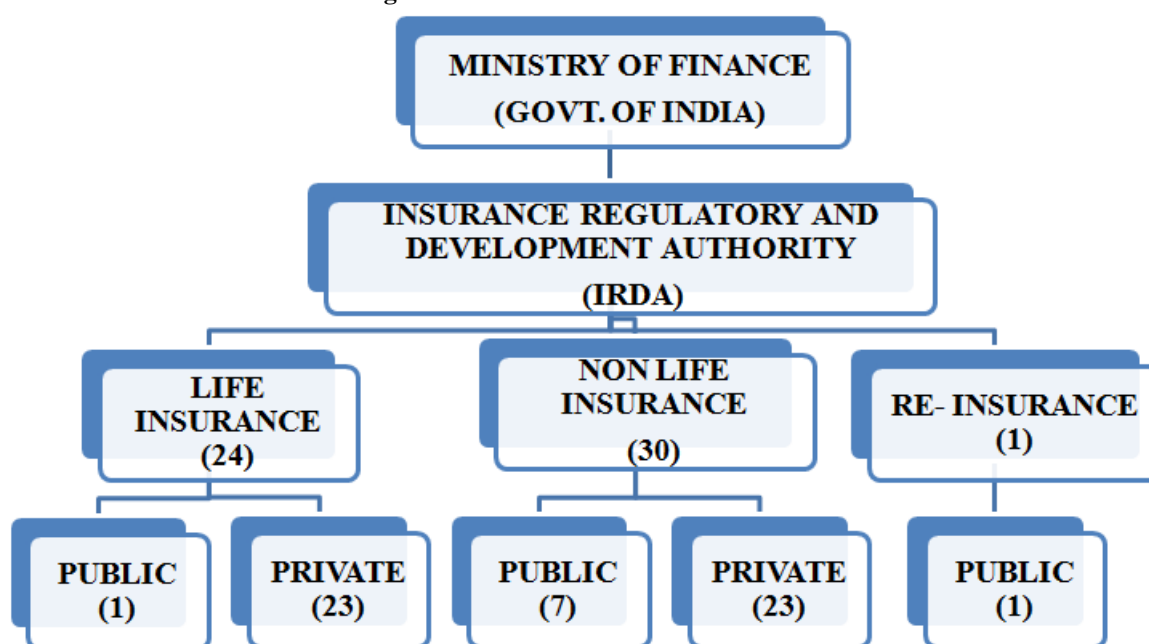 MINISTRY OF FINANCE
(GOVT. OF INDIA)
INSURANCE REGULATORY AND
DEVELOPMENT AUTHORITY
(IRDA)
LIFE
INSURANCE
(24)
NON LIFE
INSURANCE
(30)
RE- INSURANCE
(1)
PUBLIC
(1)
PRIVATE
(23)
PUBLIC
(7)
PRIVATE
(23)
PUBLIC
(1)